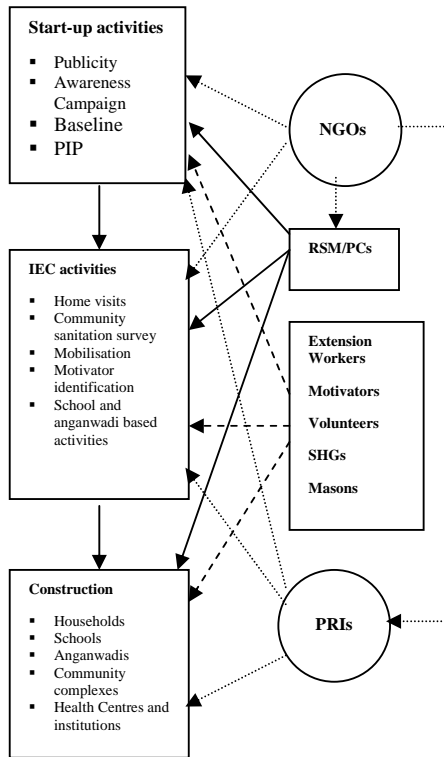 Start-up activities
▪ Publicity
▪ Awareness
Campaign
▪ Baseline
▪ PIP
NGOs
RSM/PCs
IEC activities
▪ Home visits
▪ Community
sanitation survey
▪ Mobilisation
▪ Motivator
identification
▪ School and
anganwadi based
activities
Extension
Workers
Motivators
Volunteers
SHGs
Masons
Construction
▪ Households
▪ Schools
▪ Anganwadis
▪ Community
complexes
▪ Health Centres and
institutions
PRIs